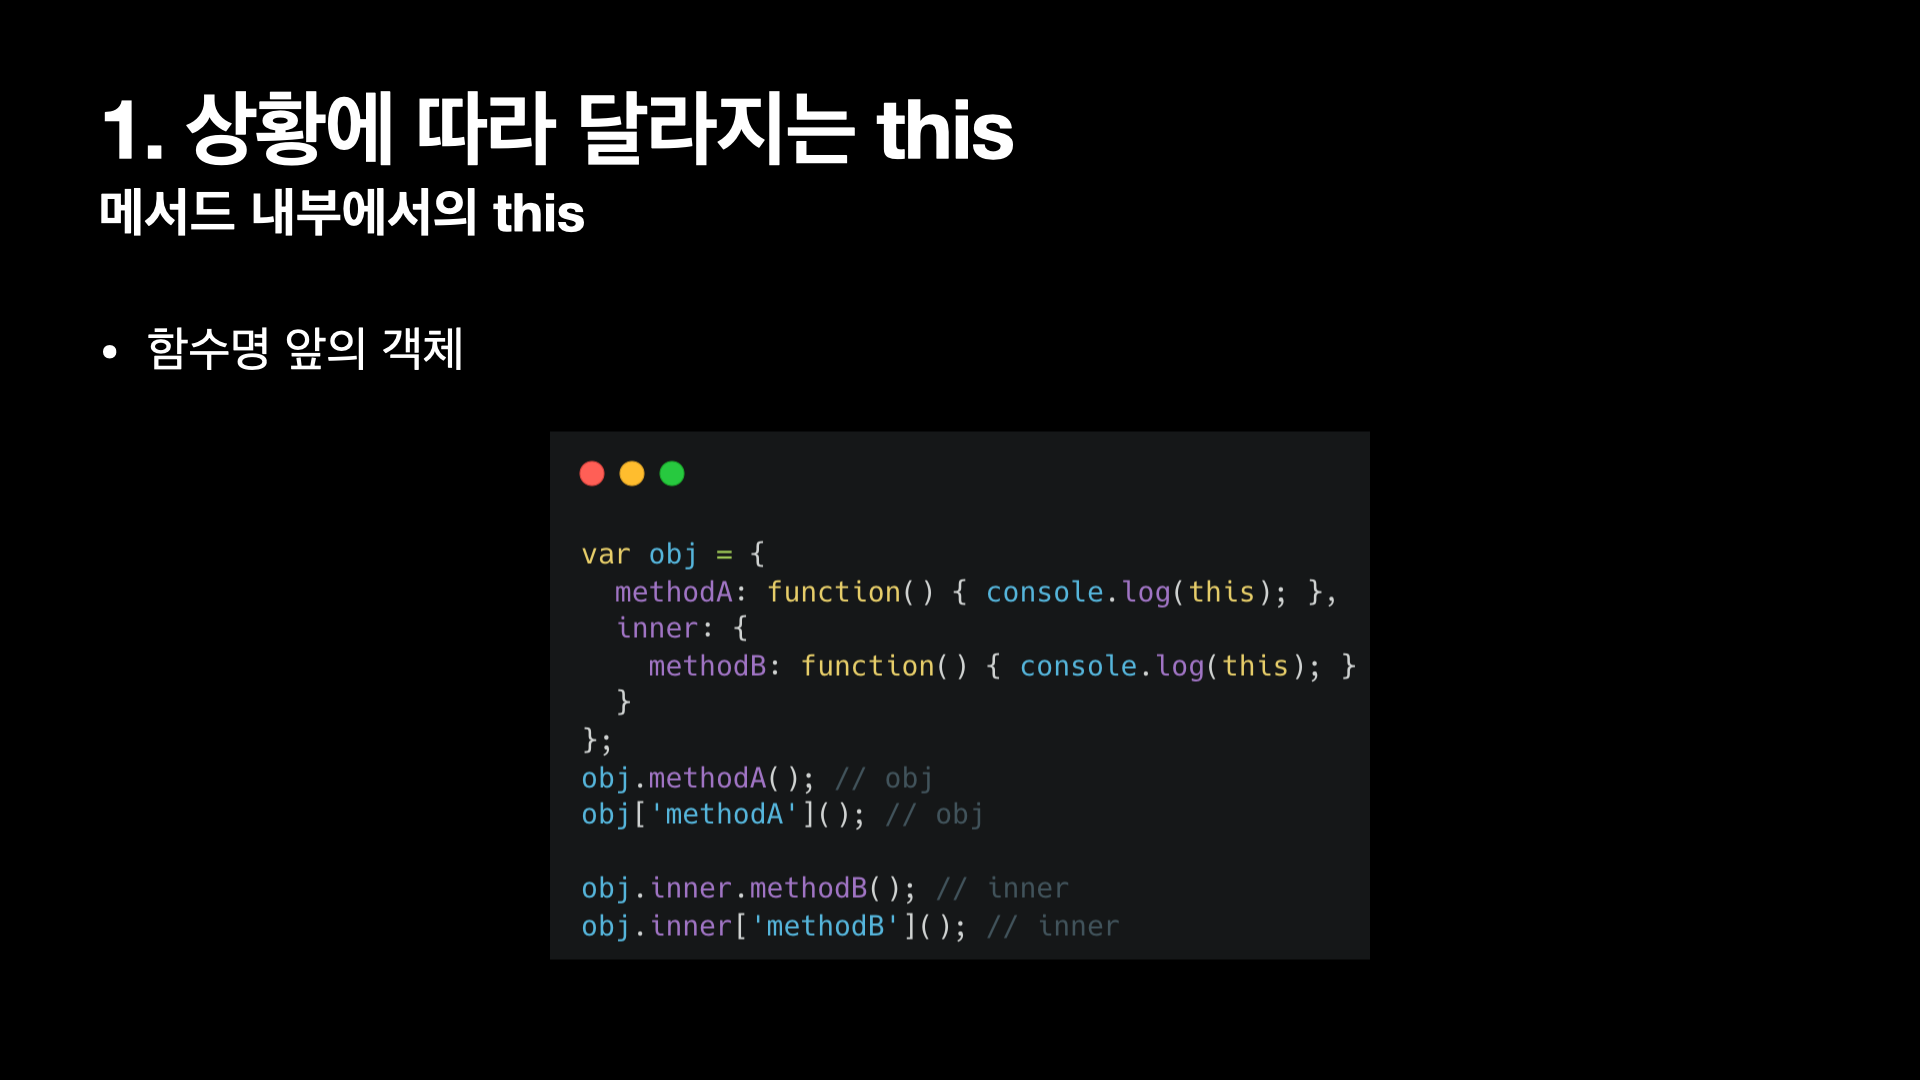 1. 상황에 따라 달라지는 this
메서드 내부에서의 this
• 함수명 앞의 객체
var obj = {
  methodA: function() { console.log(this); },
  inner: {
    methodB: function() { console.log(this); }
  }
};
obj.methodA(); // obj
obj['methodA'](); // obj

obj.inner.methodB(); // inner
obj.inner['methodB'](); // inner